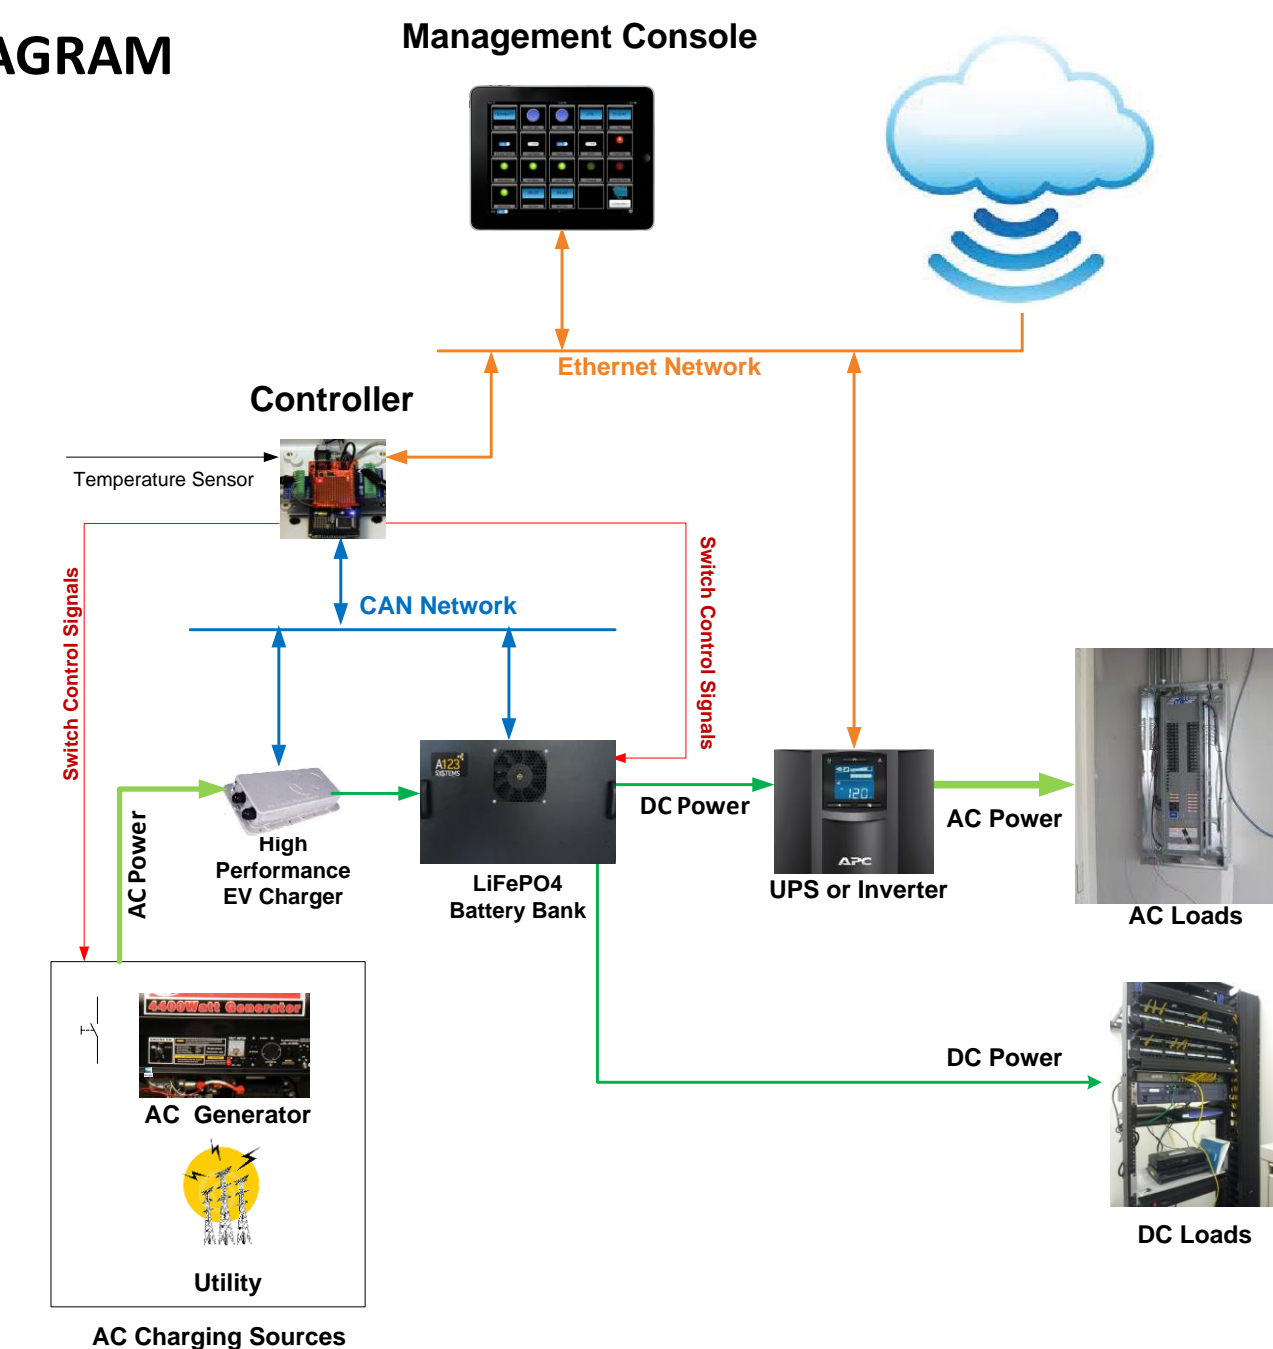 AGRAM
Management Console
Ethernet Network
Controller
Temperature Sensor
Switch Control Signals
Switch Control Signals
CAN Network
A123
SYSTEMS
AC Power
High
Performance
EV Charger
LiFePO4
Battery Bank
DC Power
120
APC
UPS or Inverter
AC Power
AC Loads
4400Watt Generator
AC Generator
Utility
AC Charging Sources
DC Power
DC Loads